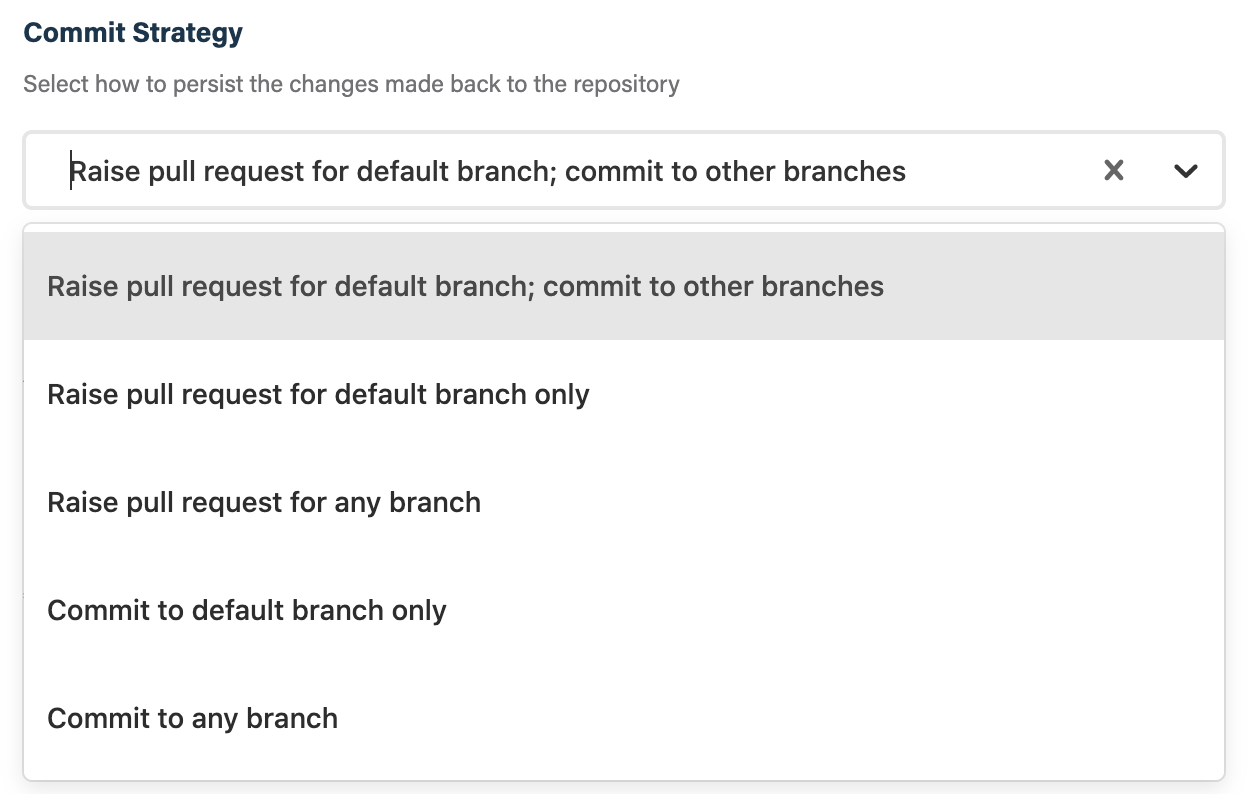 Commit Strategy
Select how to persist the changes made back to the repository
Raise pull request for default branch; commit to other branches
Raise pull request for default branch; commit to other branches
Raise pull request for default branch only
Raise pull request for any branch
Commit to default branch only
Commit to any branch